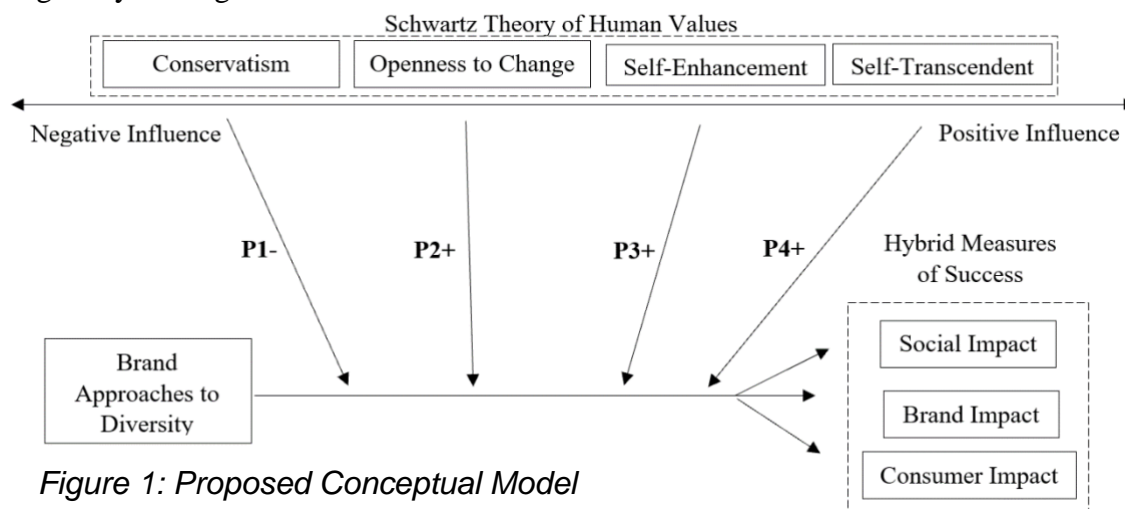 Schwartz Theory of Human Values
Conservatism
Openness to Change
Self-Enhancement
Self-Transcendent
Negative Influence
Positive Influence
P1-
P2+
P3+
P4+
Hybrid Measures
of Success
Brand
Approaches to
Diversity
Social Impact
Brand Impact
Consumer Impact
Figure 1: Proposed Conceptual Model